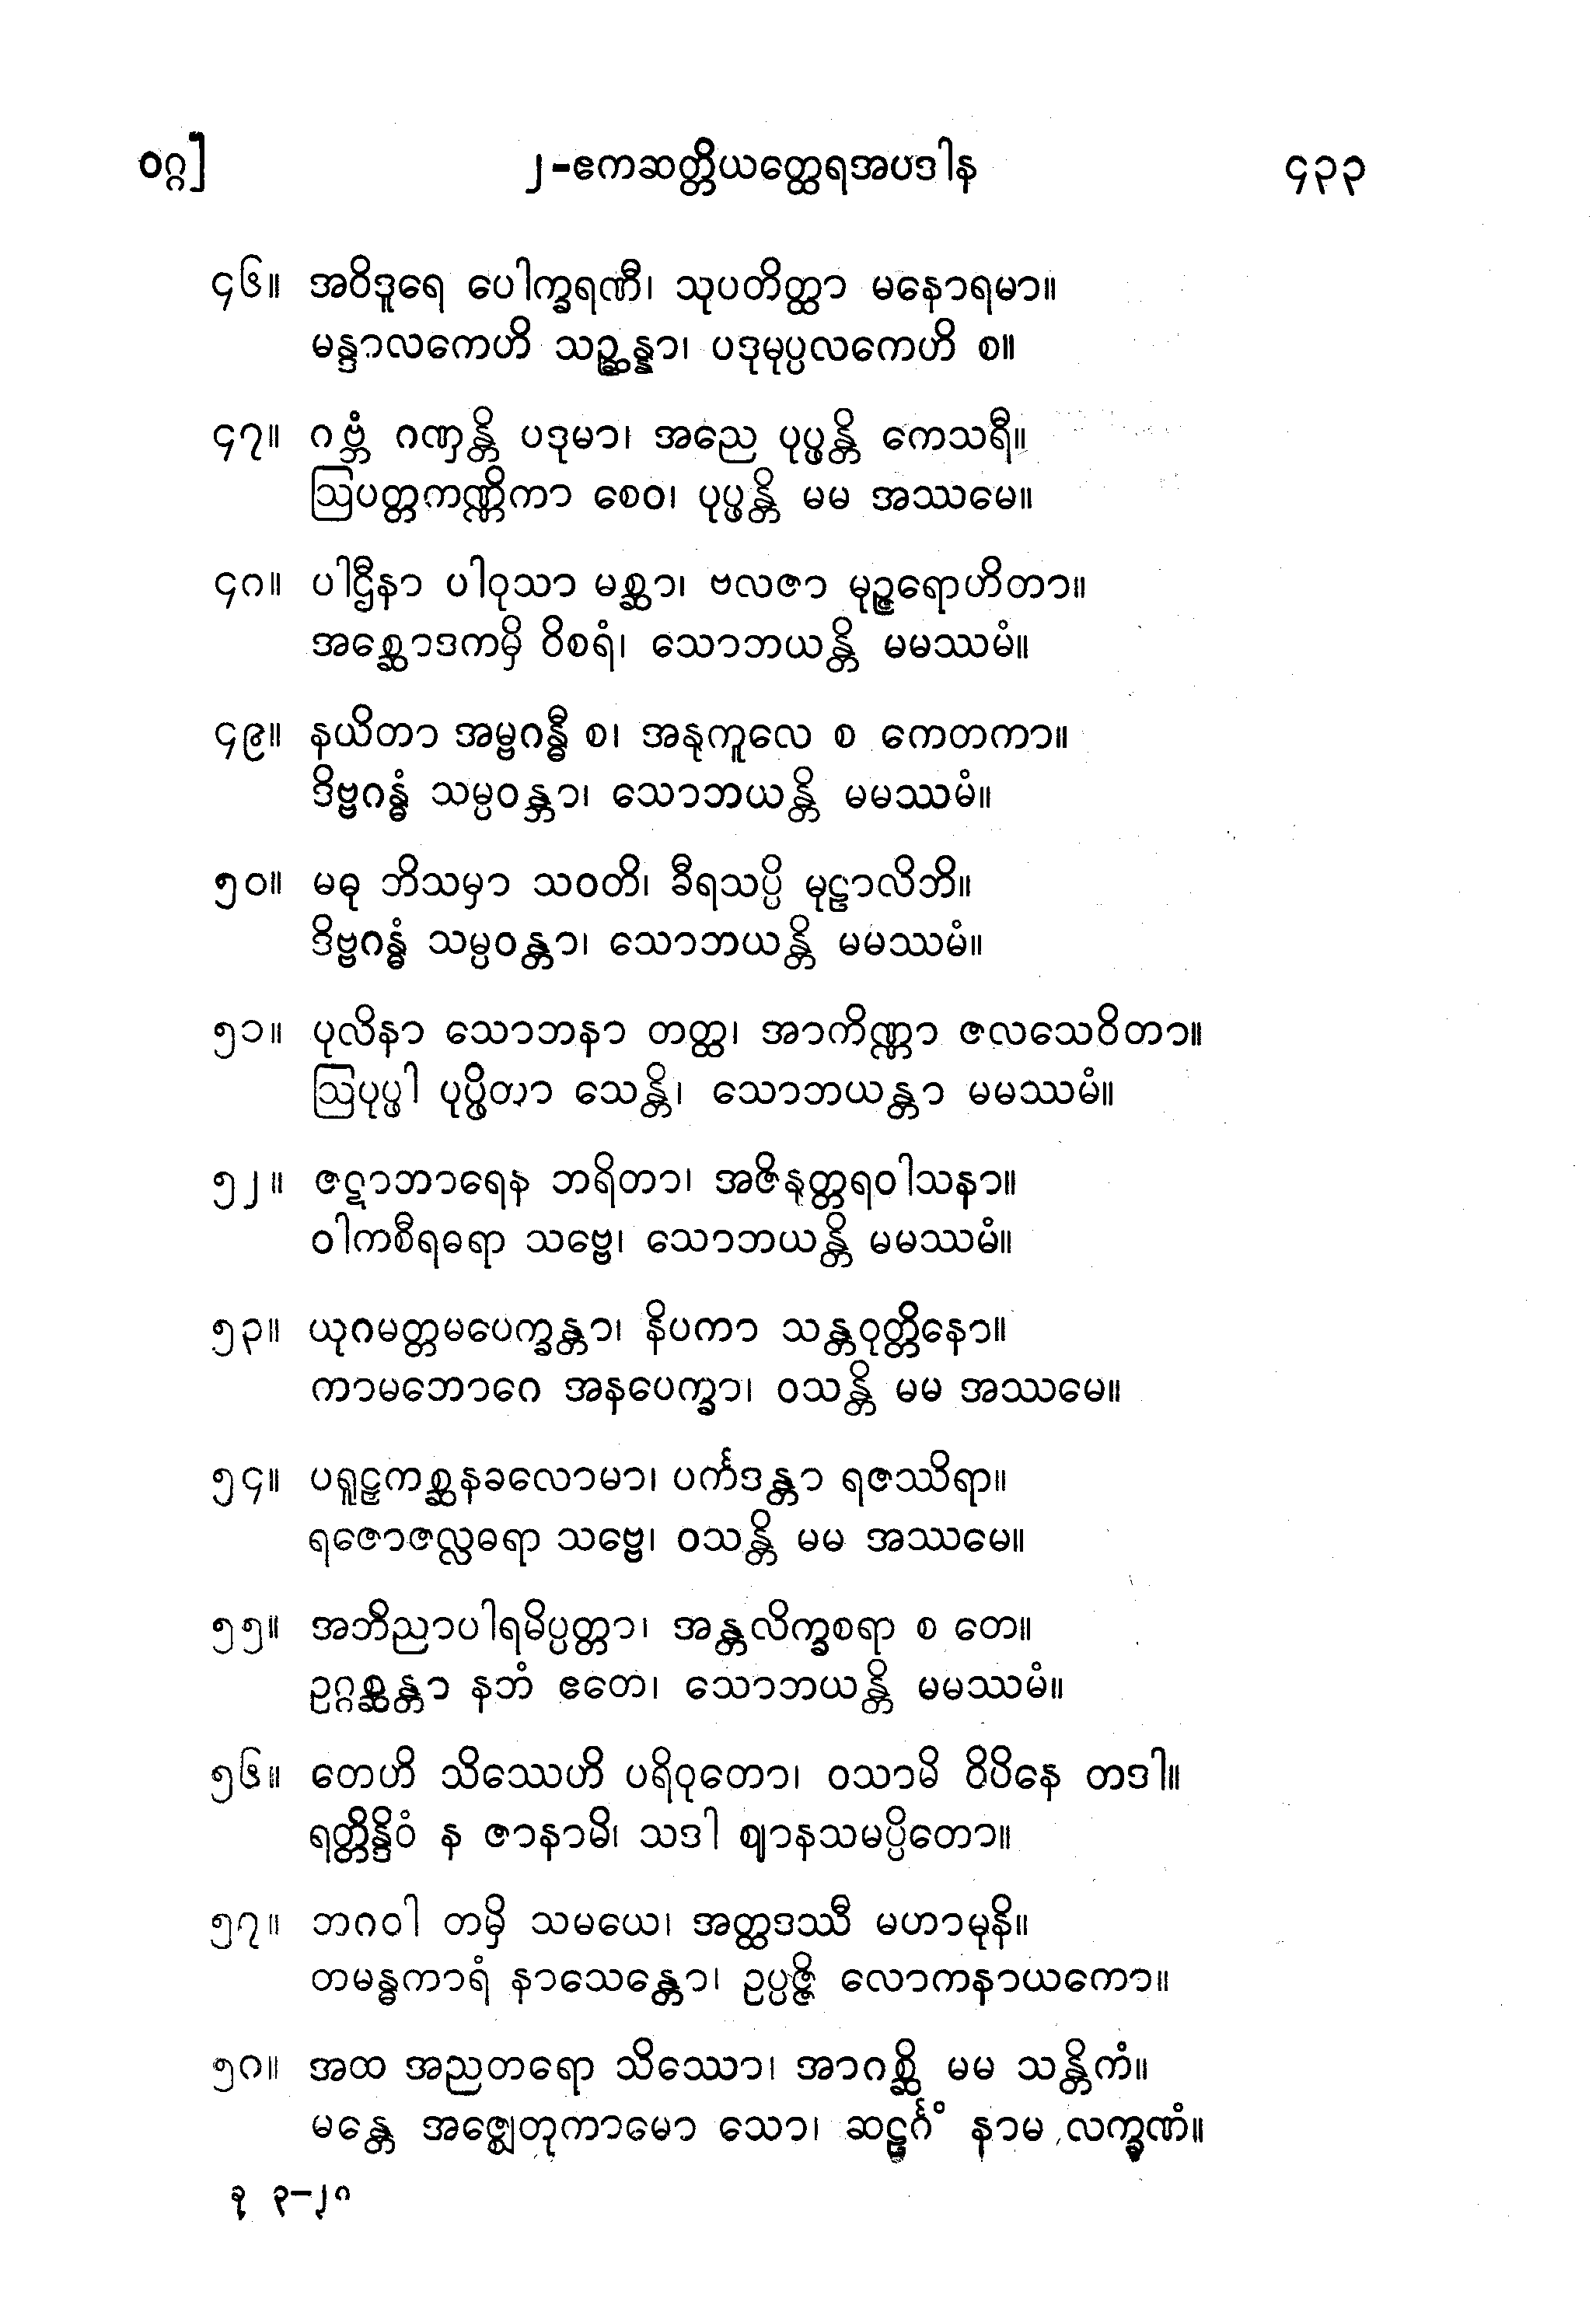 ဝဂ္ဂ] ၂-ဧကဆတ္တိယတ္ထေရအပဒါန ၄၃၃
၄၆။ အဝိဒူရေ ပေါက္ခရဏီ၊ သုပတိတ္ထာ မနောရမာ။
မန္ဒာလကေဟိ သဉ္ဆန္နာ၊ ပဒုမုပ္ပလကေဟိ စ။
၄၇။ ဂဗ္ဘံ ဂဏှန္တိ ပဒုမာ၊ အညေ ပုပ္ဖန္တိ ကေသရီ။
ဩပတ္တကဏ္ဏိကာ စေဝ၊ ပုပ္ဖန္တိ မမ အဿမေ။
၄၈။ ပါဌီနာ ပါဝုသာ မစ္ဆာ၊ ဗလဇာ မုဉ္ဇရောဟိတာ။
အစ္ဆောဒကမှိ ဝိစရံ၊ သောဘယန္တိ မမဿမံ။
၄၉။ နယိတာ အမ္ဗဂန္ဓီ စ၊ အနုကူလေ စ ကေတကာ။
ဒိဗ္ဗဂန္ဓံ သမ္ပဝန္တာ၊ သောဘယန္တိ မမဿမံ။
၅၀။ မဓု ဘိသမှာ သဝတိ၊ ခီရသပ္ပိ မုဠာလိဘိ။
ဒိဗ္ဗဂန္ဓံ သမ္ပဝန္တာ၊ သောဘယန္တိ မမဿမံ။
၅၁။ ပုလိနာ သောဘနာ တတ္ထ၊ အာကိဏ္ဏာ ဇလသေဝိတာ။
ဩပုပ္ဖါ ပုပ္ဖိတာ သေန္တိ၊ သောဘယန္တာ မမဿမံ။
၅၂။ ဇဋာဘာရေန ဘရိတာ၊ အဇိနုတ္တရဝါသနာ။
ဝါကစီရဓရာ သဗ္ဗေ၊ သောဘယန္တိ မမဿမံ။
၅၃။ ယုဂမတ္တမပေက္ခန္တာ၊ နိပကာ သန္တဝုတ္တိနော။
ကာမဘောဂေ အနပေက္ခာ၊ ဝသန္တိ မမ အဿမေ။
၅၄။ ပရူဠှကစ္ဆနခလောမာ၊ ပင်္ကဒန္တာ ရဇဿိရာ။
ရဇောဇလ္လဓရာ သဗ္ဗေ၊ ဝသန္တိ မမ အဿမေ။
၅၅။ အဘိညာပါရမိပ္ပတ္တာ၊ အန္တလိက္ခစရာ စ တေ။
ဥဂ္ဂစ္ဆန္တာ နဘံ ဧတေ၊ သောဘယန္တိ မမဿမံ။
၅၆။ တေဟိ သိဿေဟိ ပရိဝုတော၊ ဝသာမိ ဝိပိနေ တဒါ။
ရတ္တိန္ဒိဝံ န ဇာနာမိ၊ သဒါ ဈာနသမပ္ပိတော။
၅၇။ ဘဂဝါ တမှိ သမယေ၊ အတ္ထဒဿီ မဟာမုနိ။
တမန္ဓကာရံ နာသေန္တော၊ ဥပ္ပဇ္ဇိ လောကနာယကော။
၅၈။ အထ အညတရော သိဿော၊ အာဂစ္ဆိ မမ သန္တိကံ။
မန္တေ အဇ္ဈေတုကာမော သော၊ ဆဠင်္ဂံ နာမ လက္ခဏံ။
ခု ၃-၂၈